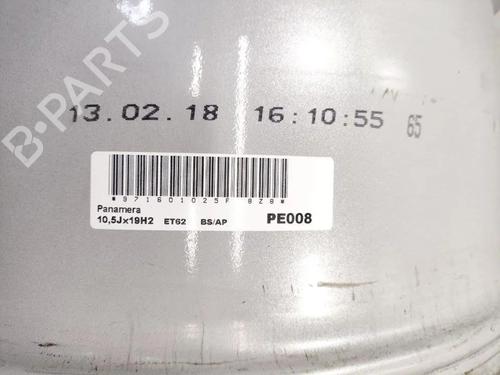 B-PARTS
13.02.18 16:10:55 65
*971601025F 8Z8*
Panamera
10,5Jx19H2 ET62 BS/AP PE008